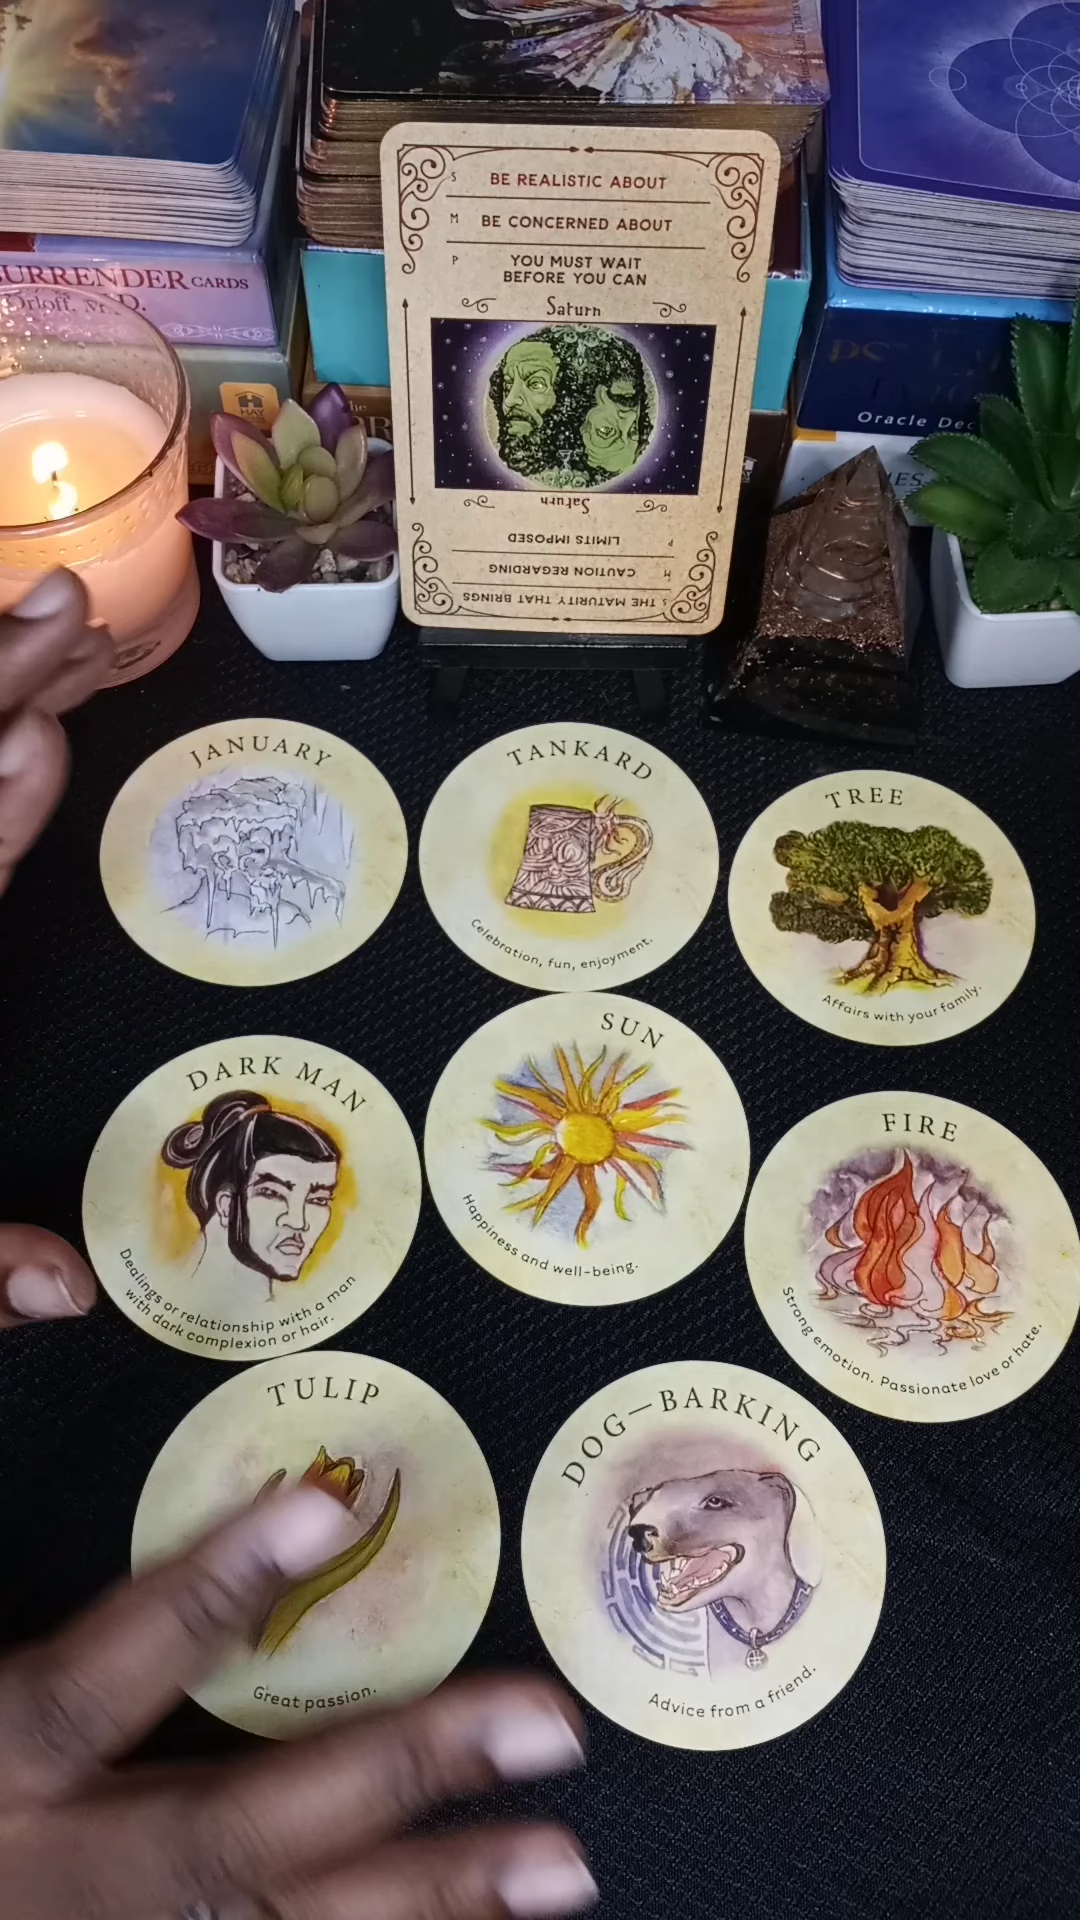 SURRENDER CARDS
Orloff, M.D.
HAY
the
Oracle Dec
S BE REALISTIC ABOUT
M BE CONCERNED ABOUT
P YOU MUST WAIT
BEFORE YOU CAN
Saturn
Saturn
P LIMITS IMPOSED
M CAUTION REGARDING
S THE MATURITY THAT BRINGS
JANUARY
TANKARD
Celebration, fun, enjoyment.
TREE
Affairs with your family.
DARK MAN
Dealings or relationship with a man
with dark complexion or hair.
SUN
Happiness and well-being.
FIRE
Strong emotion. Passionate love or hate.
TULIP
Great passion.
DOG—BARKING
Advice from a friend.